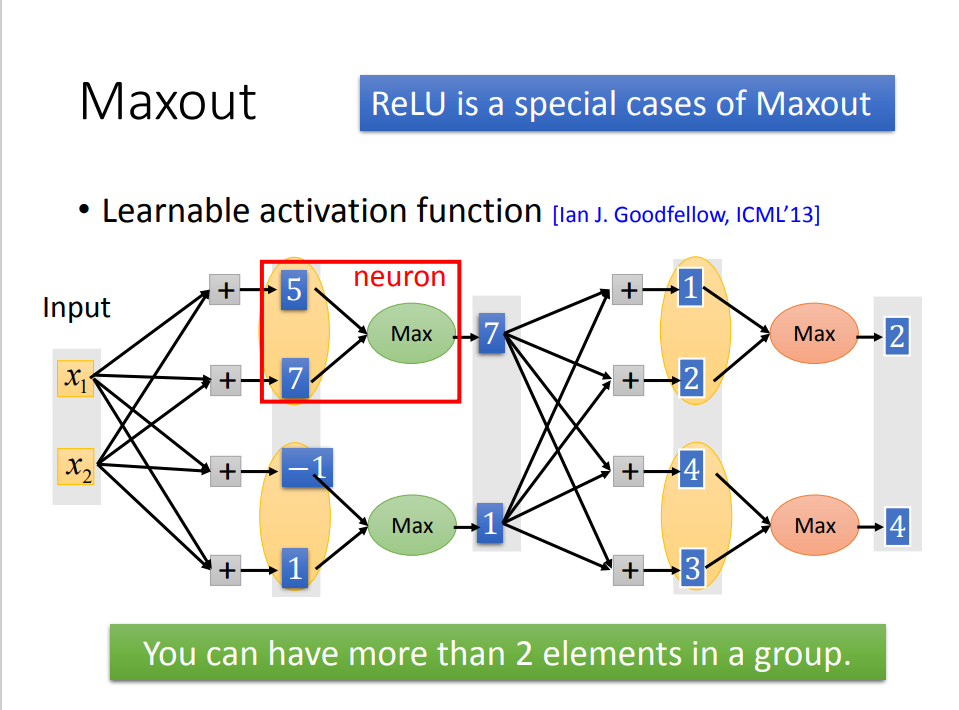 Maxout
ReLU is a special cases of Maxout
• Learnable activation function [Ian J. Goodfellow, ICML'13]
Input
neuron
x₁
x₂
+
+
+
+
5
7
−1
1
Max
Max
7
1
+
+
+
+
1
2
4
3
Max
Max
2
4
You can have more than 2 elements in a group.